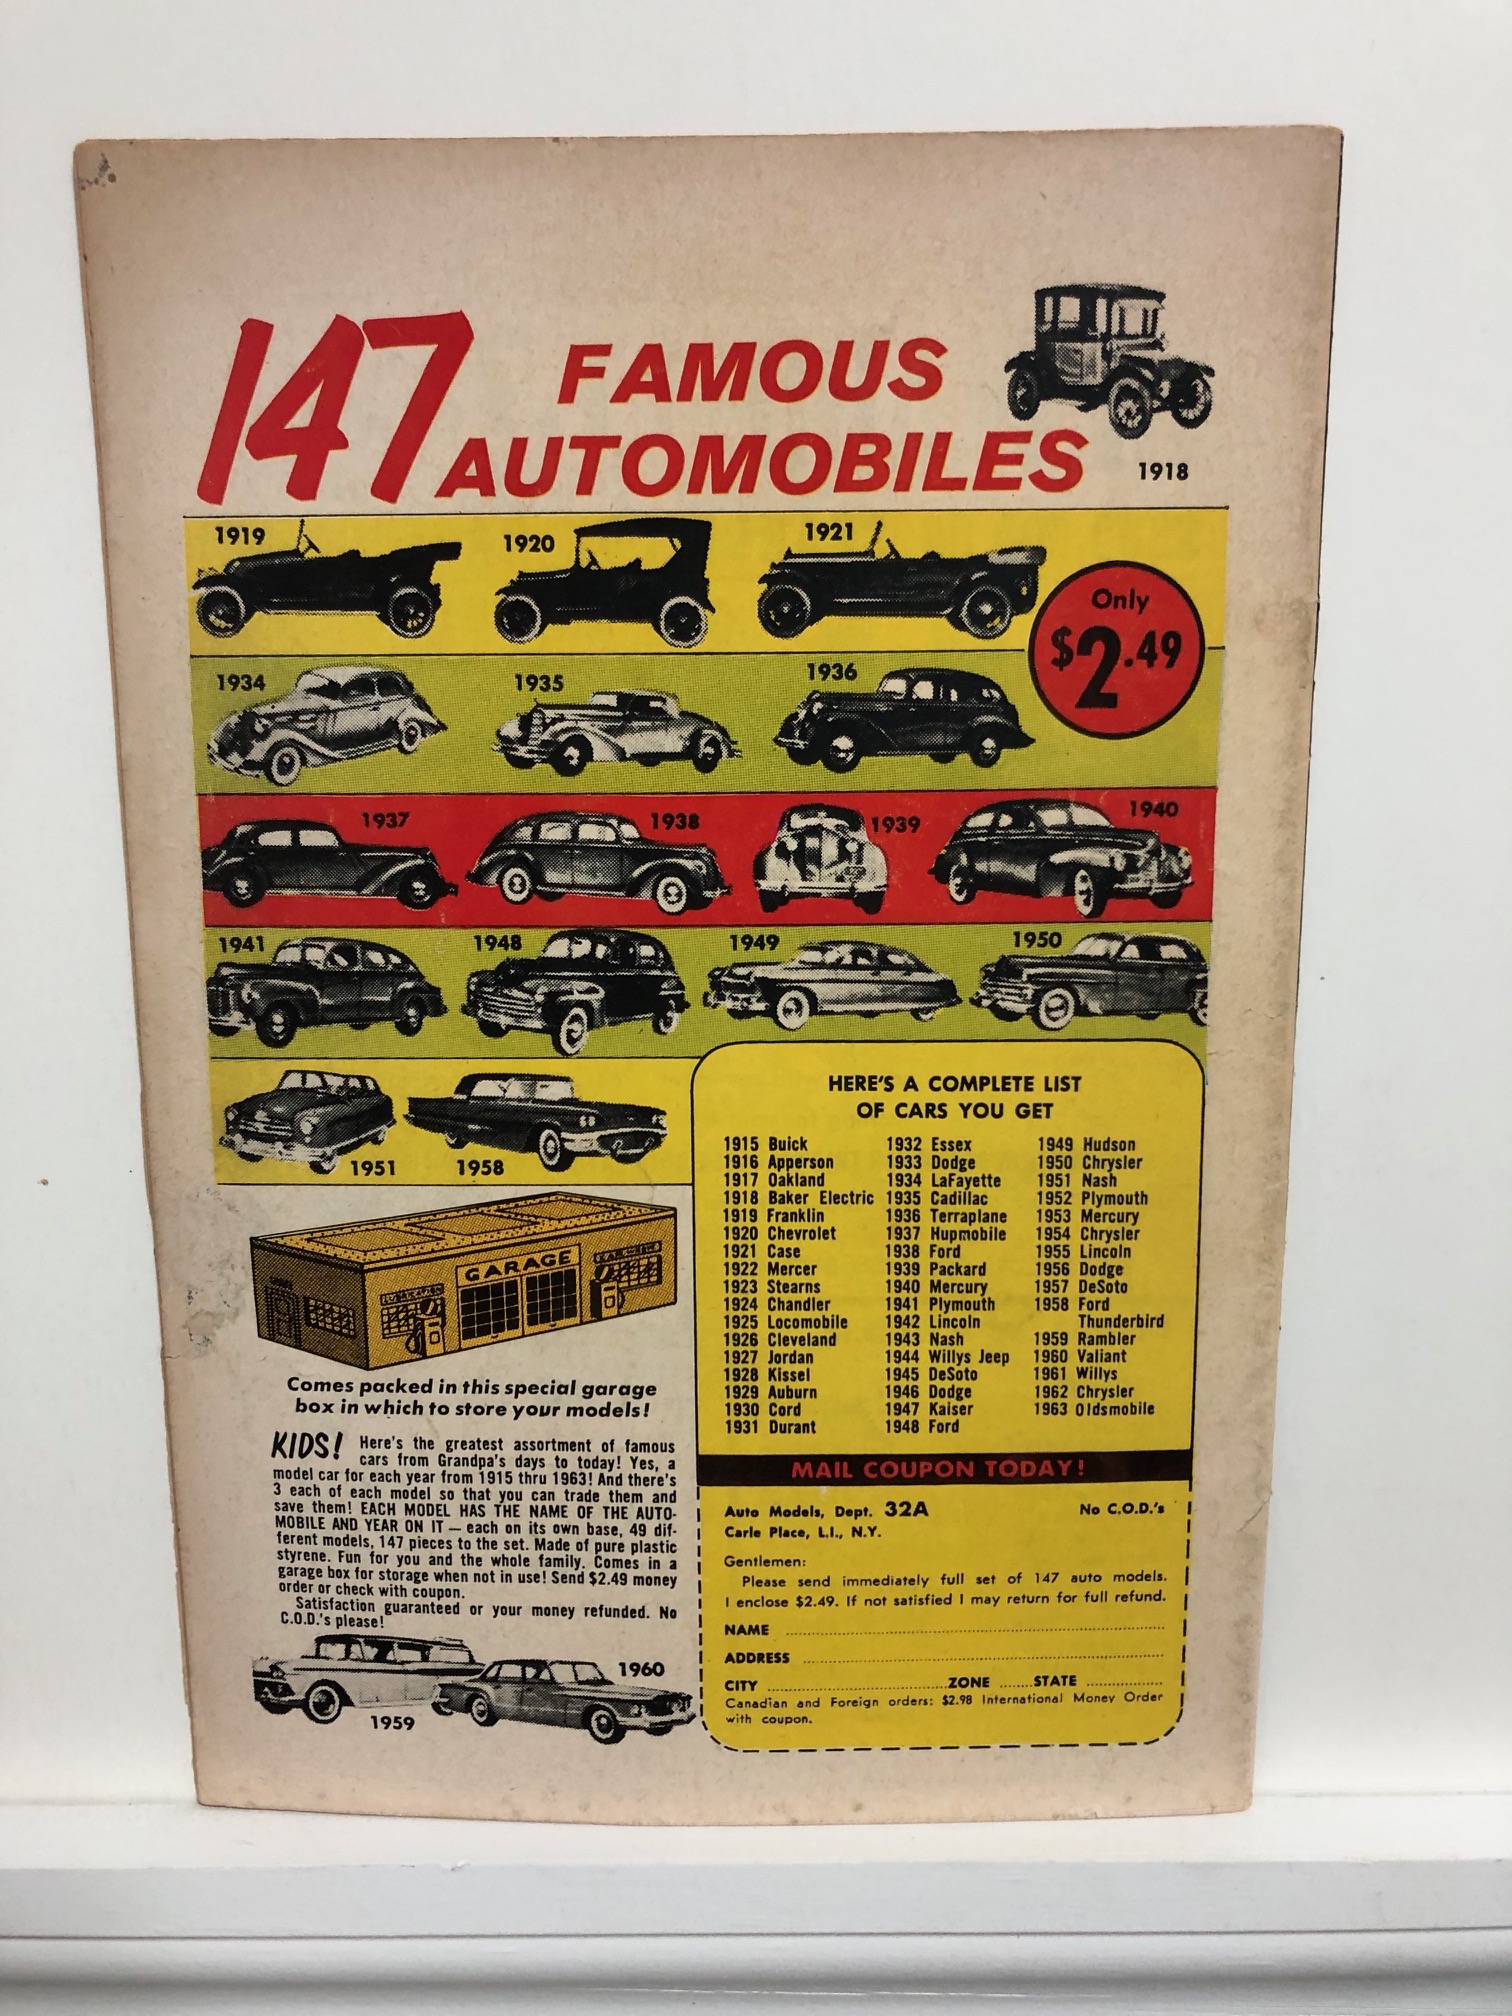 147 FAMOUS
AUTOMOBILES
1918
1919
1920
1921
Only
$2.49
1934
1935
1936
1937
1938
1939
1940
1941
1948
1949
1950
1951
1958
GARAGE
Comes packed in this special garage
box in which to store your models!
KIDS! Here's the greatest assortment of famous
cars from Grandpa's days to today! Yes, a
model car for each year from 1915 thru 1963! And there's
3 each of each model so that you can trade them and
save them! EACH MODEL HAS THE NAME OF THE AUTO-
MOBILE AND YEAR ON IT — each on its own base, 49 dif-
ferent models, 147 pieces to the set. Made of pure plastic
styrene. Fun for you and the whole family. Comes in a
garage box for storage when not in use! Send $2.49 money
order or check with coupon.
Satisfaction guaranteed or your money refunded. No
C.O.D.'s please!
1959
1960
HERE'S A COMPLETE LIST
OF CARS YOU GET
1915 Buick
1916 Apperson
1917 Oakland
1918 Baker Electric
1919 Franklin
1920 Chevrolet
1921 Case
1922 Mercer
1923 Stearns
1924 Chandler
1925 Locomobile
1926 Cleveland
1927 Jordan
1928 Kissel
1929 Auburn
1930 Cord
1931 Durant
1932 Essex
1933 Dodge
1934 LaFayette
1935 Cadillac
1936 Terraplane
1937 Hupmobile
1938 Ford
1939 Packard
1940 Mercury
1941 Plymouth
1942 Lincoln
1943 Nash
1944 Willys Jeep
1945 DeSoto
1946 Dodge
1947 Kaiser
1948 Ford
1949 Hudson
1950 Chrysler
1951 Nash
1952 Plymouth
1953 Mercury
1954 Chrysler
1955 Lincoln
1956 Dodge
1957 DeSoto
1958 Ford
Thunderbird
1959 Rambler
1960 Valiant
1961 Willys
1962 Chrysler
1963 Oldsmobile
MAIL COUPON TODAY!
Auto Models, Dept. 32A No C.O.D.'s
Carle Place, L.I., N.Y.
Gentlemen:
Please send immediately full set of 147 auto models.
I enclose $2.49. If not satisfied I may return for full refund.
NAME
ADDRESS
CITY ZONE STATE
Canadian and Foreign orders: $2.98 International Money Order
with coupon.